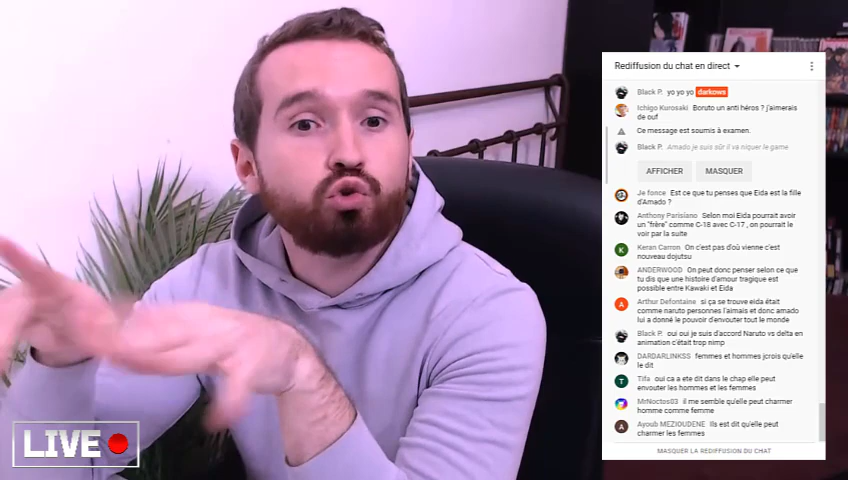 Rediffusion du chat en direct
Black P. yo yo yo darkows
Ichigo Kurosaki Boruto un anti héros ? j'aimerais
de ouf
Ce message est soumis à examen.
Black P. Amado je suis sûr il va niquer le game
AFFICHER MASQUER
Je fonce Est ce que tu penses que Eida est la fille
d'Amado ?
Anthony Parisiano Selon moi Eida pourrait avoir
un "frère" comme C-18 avec C-17 , on pourrait le
voir par la suite
Keran Carron On c'est pas d'où vienne c'est
nouveau dojutsu
ANDERWOOD On peut donc penser selon ce que
tu dis que une histoire d'amour tragique est
possible entre Kawaki et Eida
Arthur Defontaine si ça se trouve eida était
comme naruto personnes l'aimais et donc amado
lui a donné le pouvoir d'envouter tout le monde
Black P. oui oui je suis d'accord Naruto vs delta en
animation c'était trop nimp
DARDARLINKSS femmes et hommes jcrois qu'elle
le dit
Tifa oui ca a ete dit dans le chap elle peut
envouter les hommes et les femmes
MrNoctos03 il me semble qu'elle peut charmer
homme comme femme
Ayoub MEZIOUDENE Ils est dit qu'elle peut
charmer les femmes
MASQUER LA REDIFFUSION DU CHAT
LIVE